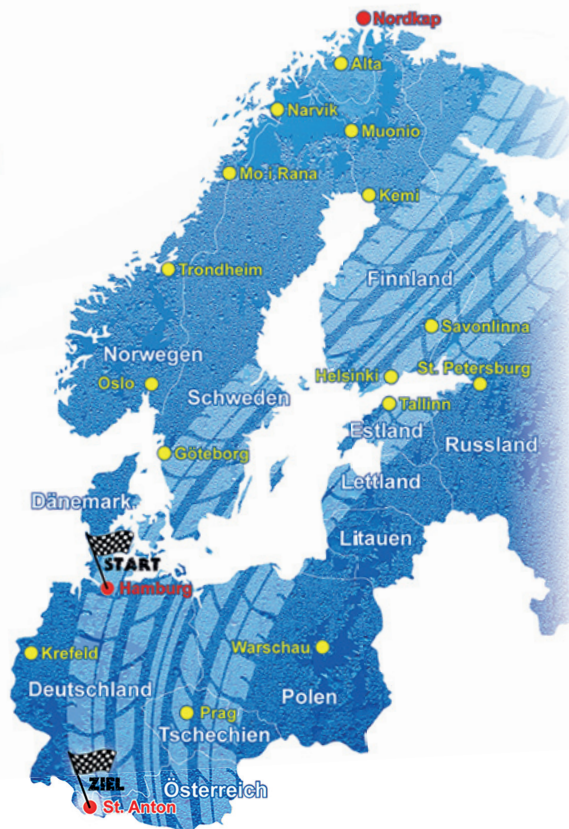 Nordkap
Alta
Narvik
Muonio
Mo i Rana
Kemi
Trondheim
Finnland
Savonlinna
Norwegen
Helsinki
St. Petersburg
Oslo
Schweden
Tallinn
Estland
Russland
Göteborg
Lettland
Dänemark
Litauen
START
Hamburg
Krefeld
Warschau
Deutschland
Polen
Prag
Tschechien
ZIEL
Österreich
St. Anton